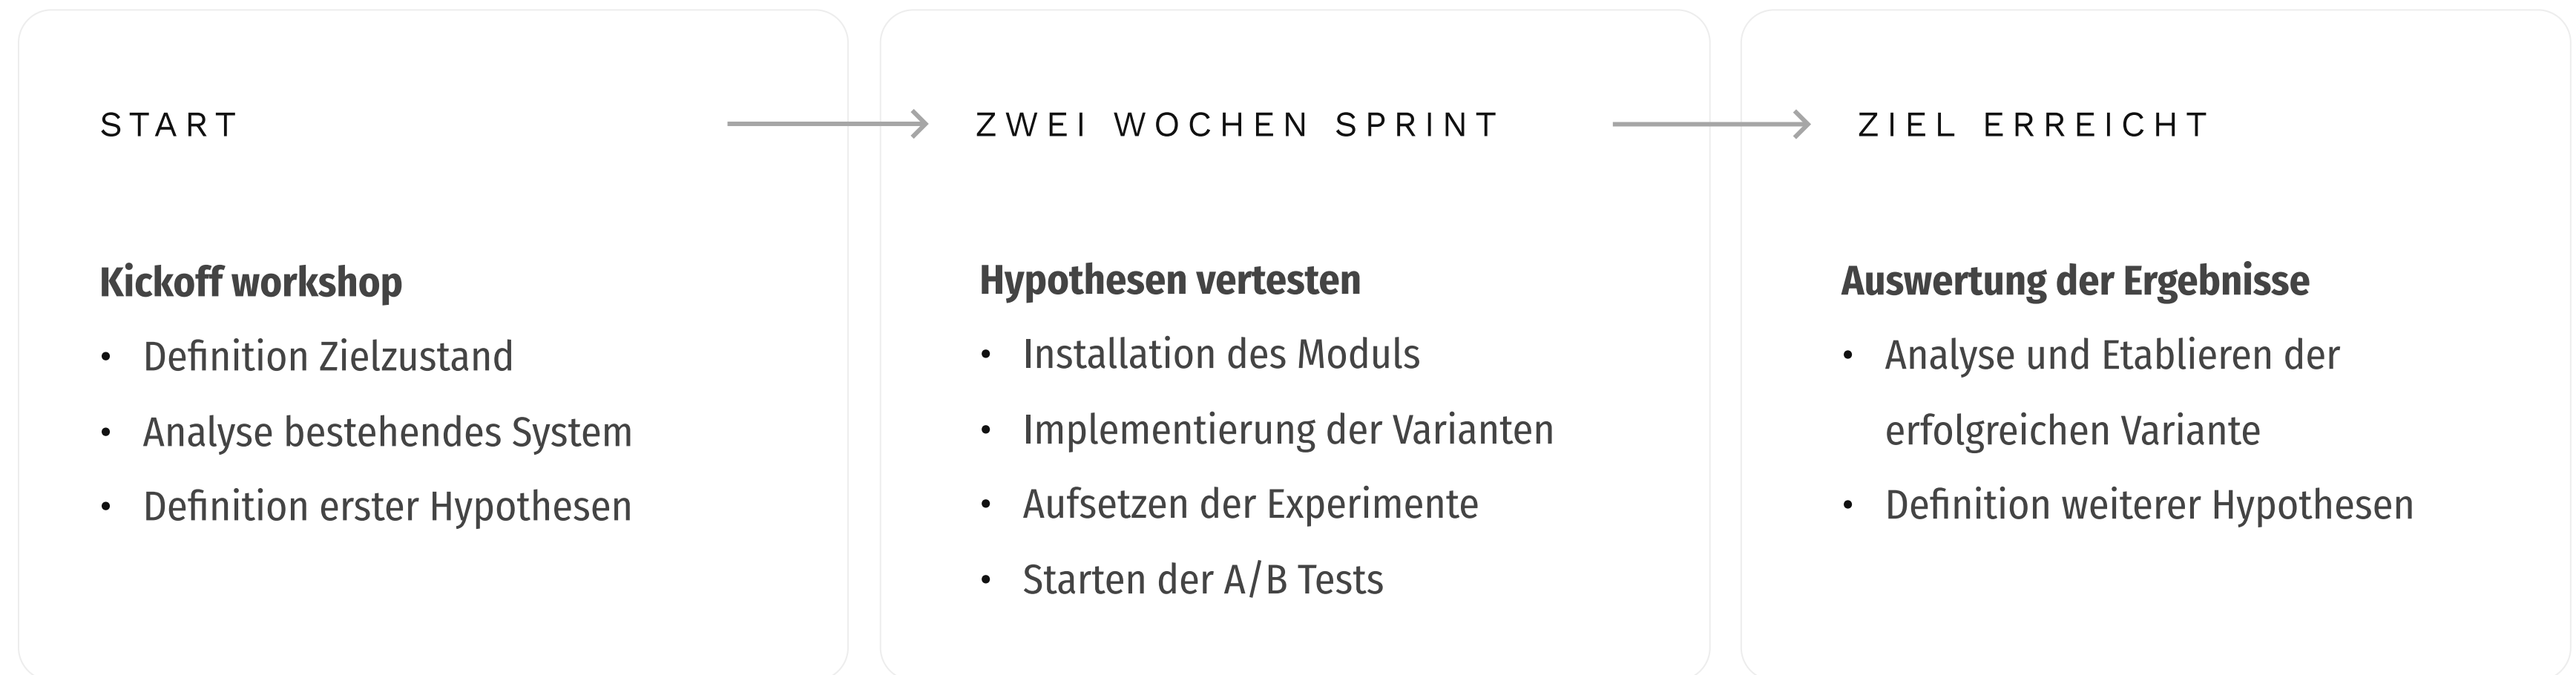 START
Kickoff workshop
• Definition Zielzustand
• Analyse bestehendes System
• Definition erster Hypothesen
ZWEI WOCHEN SPRINT
Hypothesen vertesten
• Installation des Moduls
• Implementierung der Varianten
• Aufsetzen der Experimente
• Starten der A/B Tests
ZIEL ERREICHT
Auswertung der Ergebnisse
• Analyse und Etablieren der
erfolgreichen Variante
• Definition weiterer Hypothesen